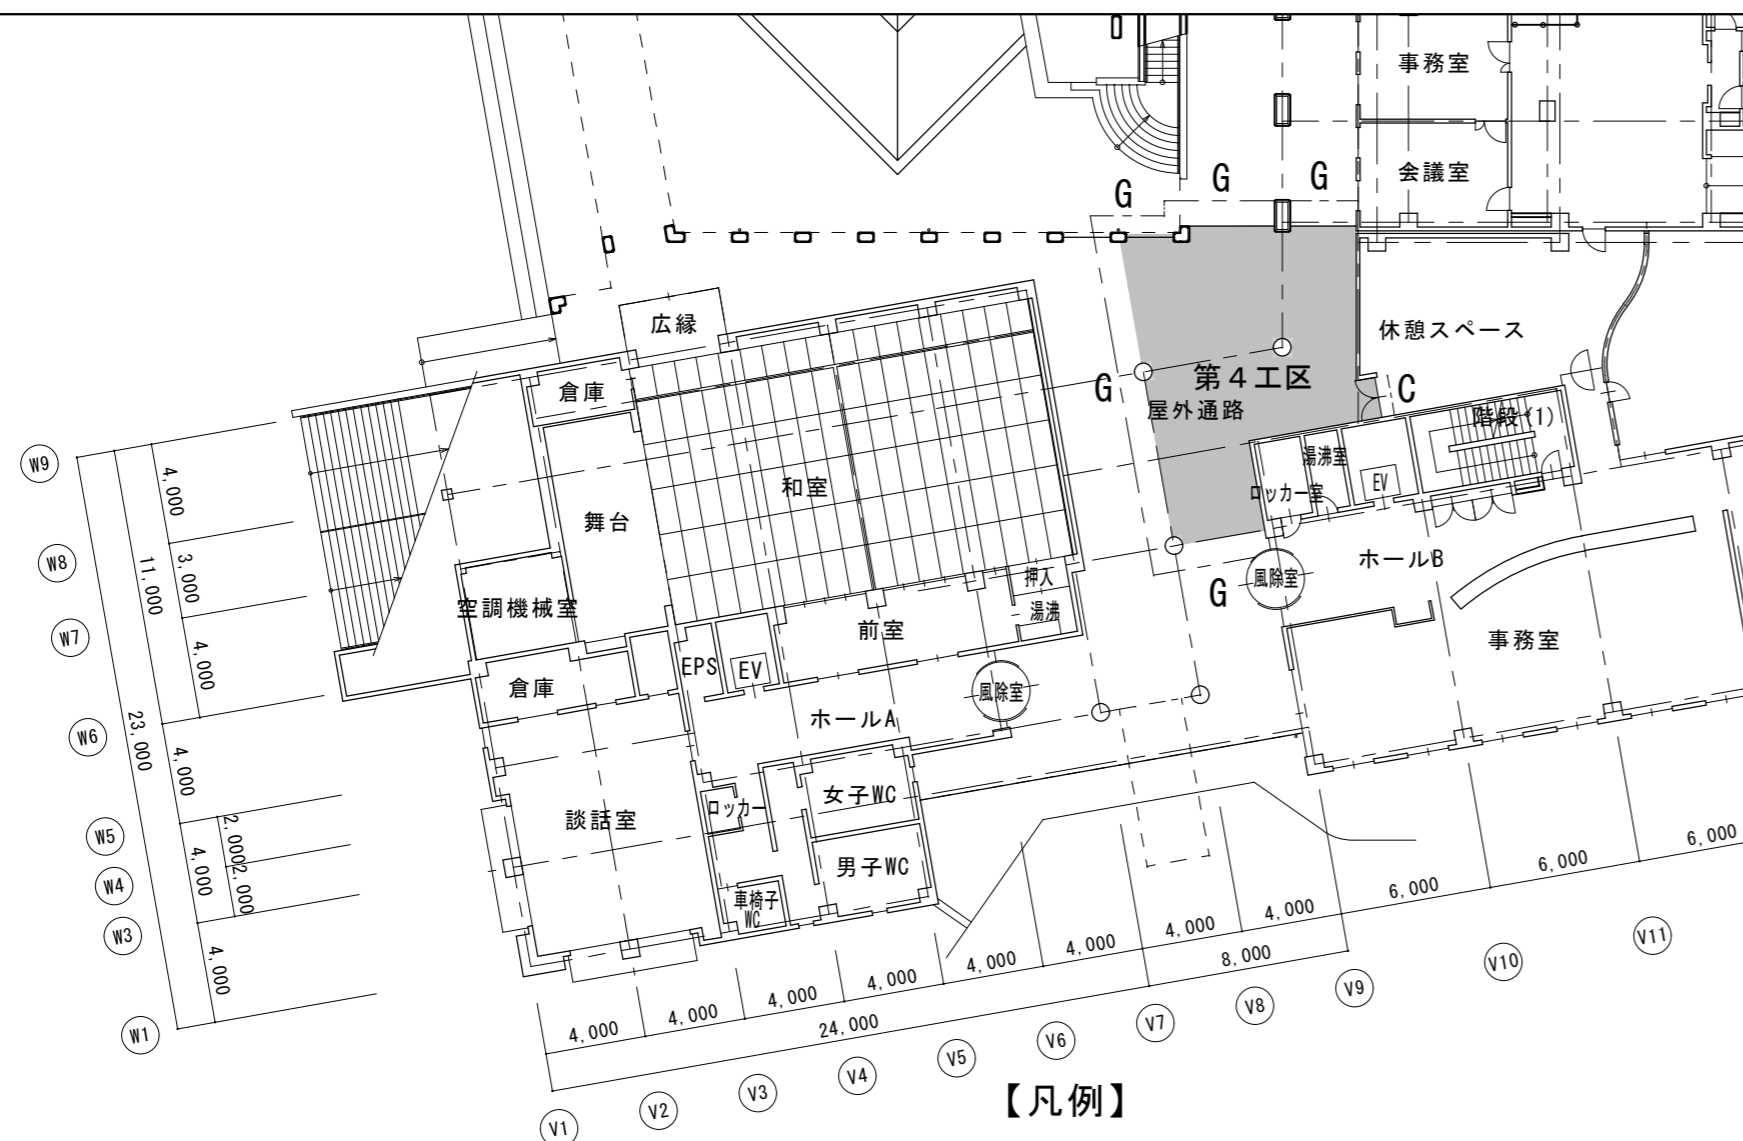 事務室
会議室
G
G
G
休憩スペース
広縁
倉庫
G
第４工区
屋外通路
C
階段(1)
湯沸室
ロッカー室
EV
和室
舞台
ホールB
風除室
G
押入
湯沸
空調機械室
前室
事務室
EPS
EV
倉庫
風除室
ホールA
談話室
ロッカー
女子WC
男子WC
車椅子
WC
W9
W8
W7
W6
W5
W4
W3
W1
4,000
3,000
4,000
11,000
23,000
4,000
2,000
2,000
4,000
4,000
4,000
4,000
4,000
4,000
4,000
4,000
4,000
4,000
6,000
6,000
6,000
24,000
8,000
V1
V2
V3
V4
V5
V6
V7
V8
V9
V10
V11
【凡例】